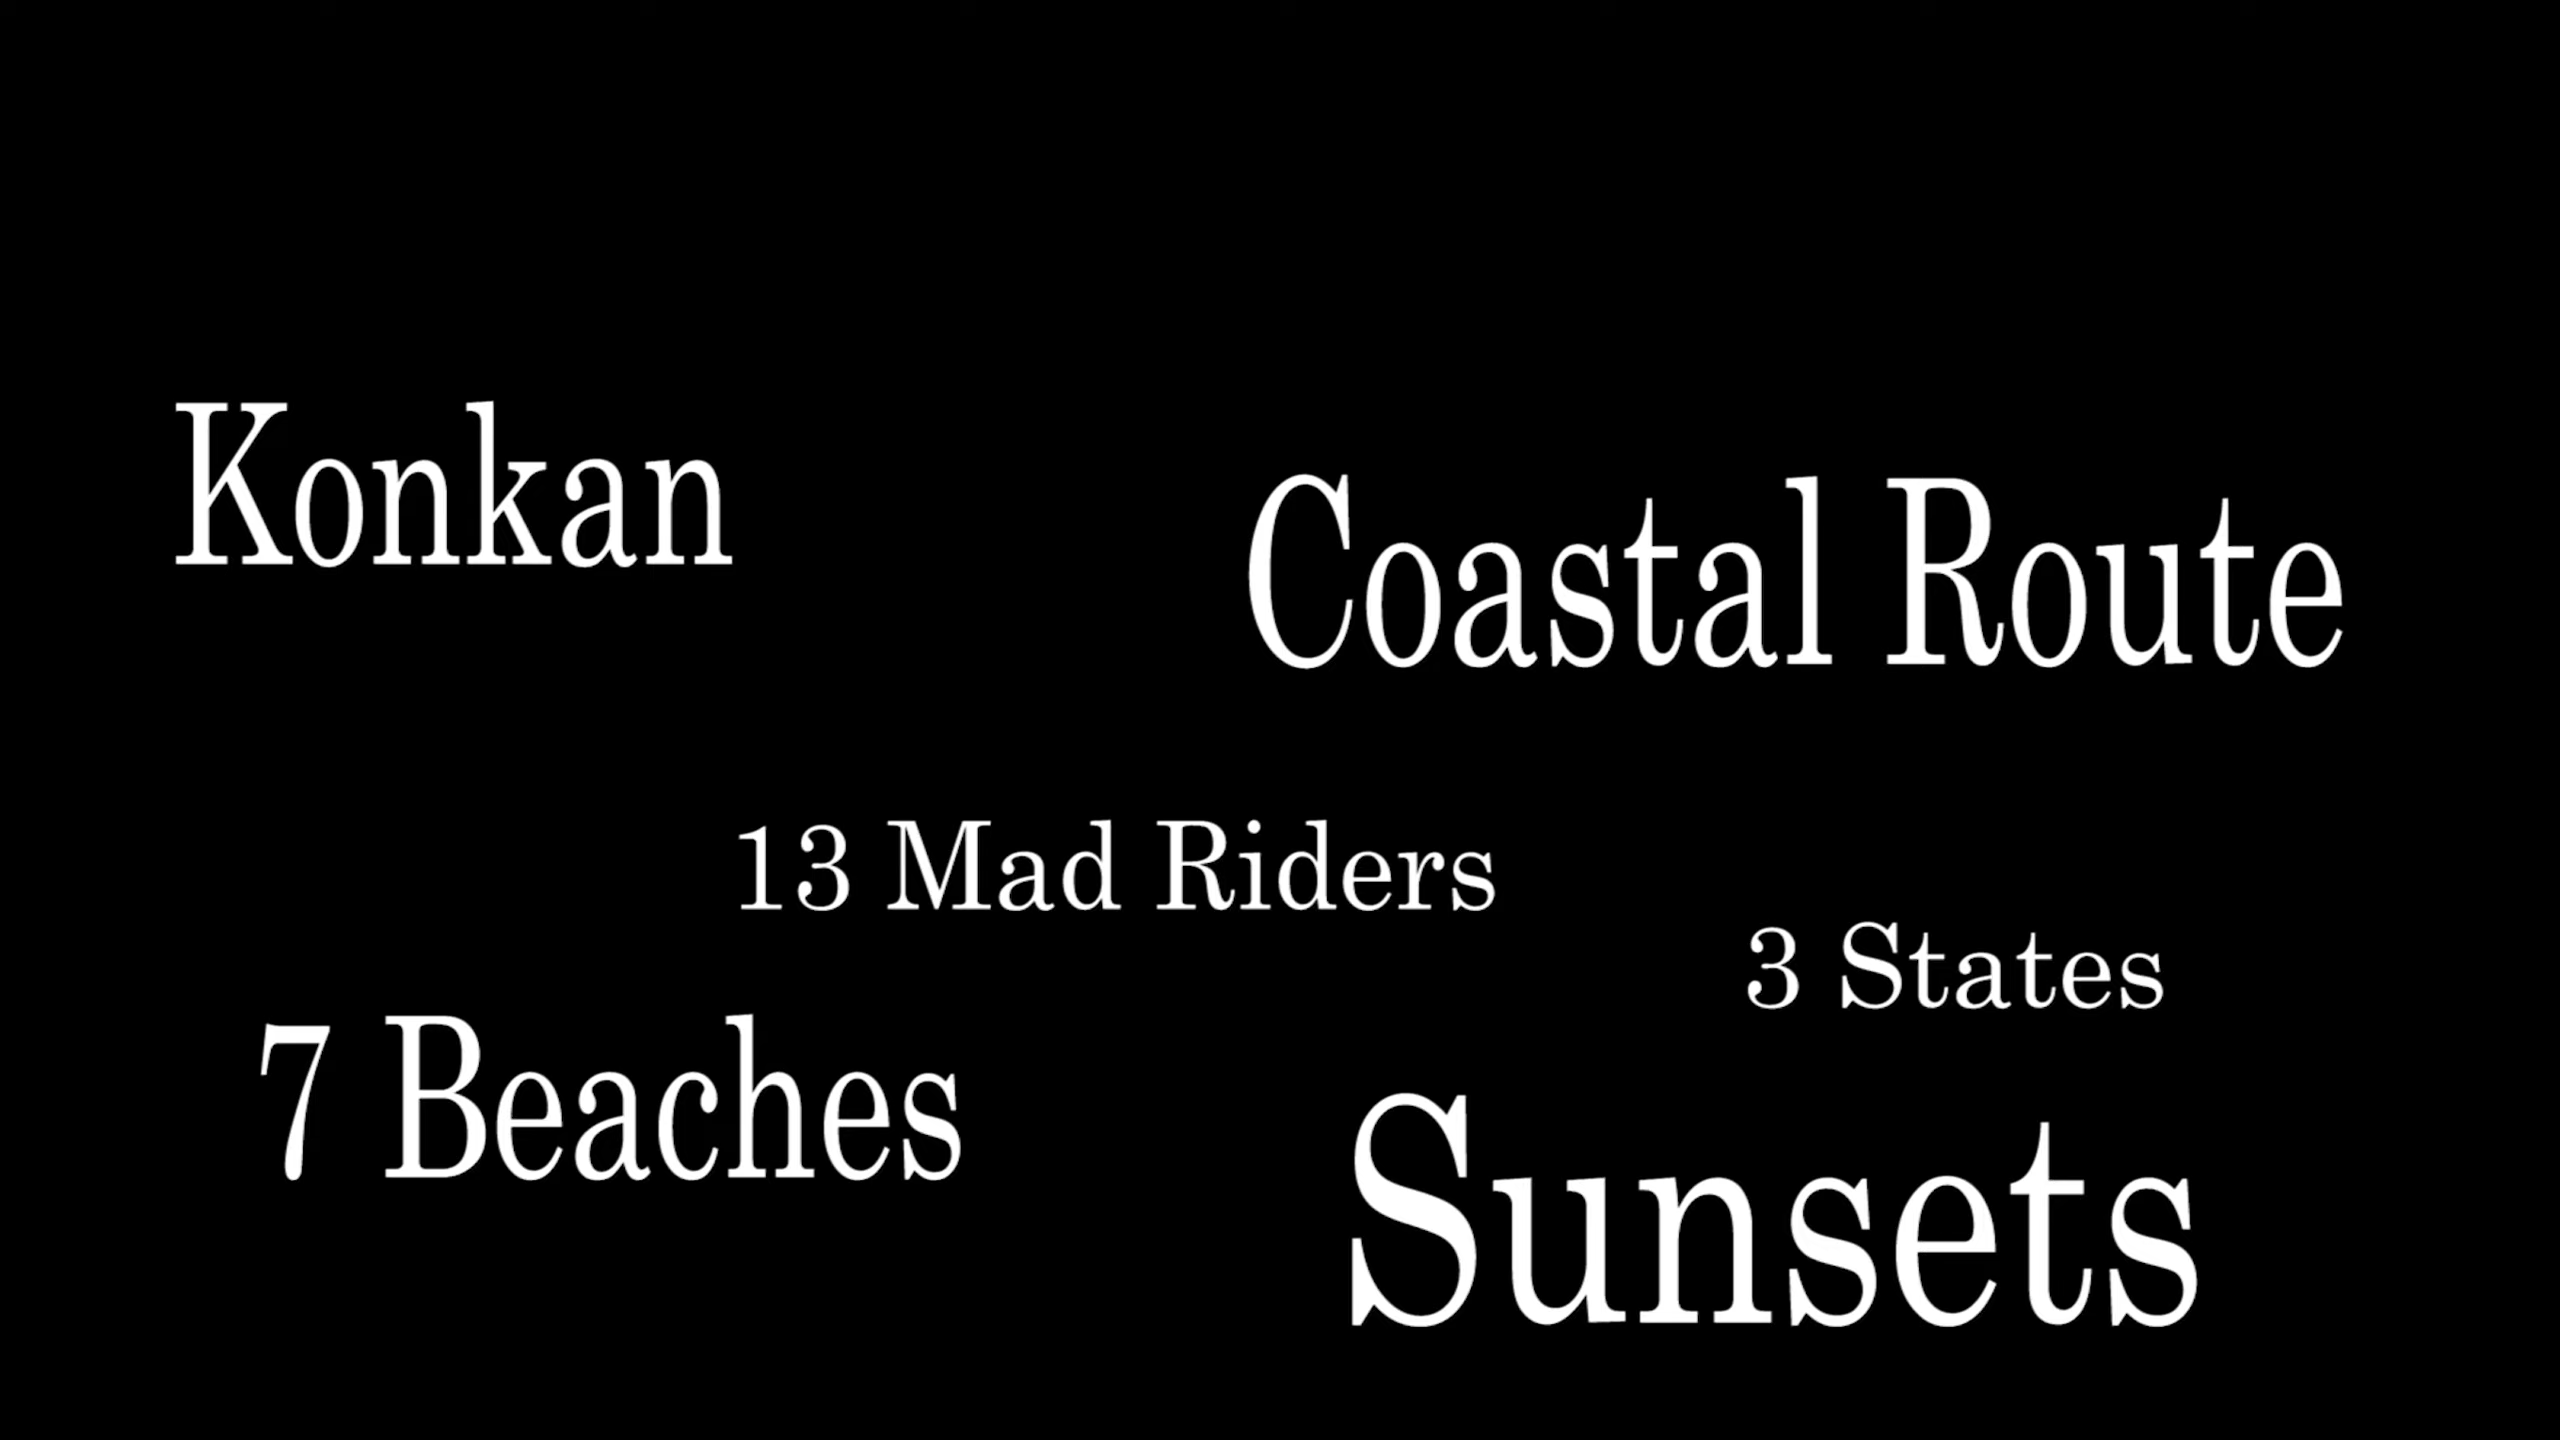 Konkan
Coastal Route
13 Mad Riders
3 States
7 Beaches
Sunsets